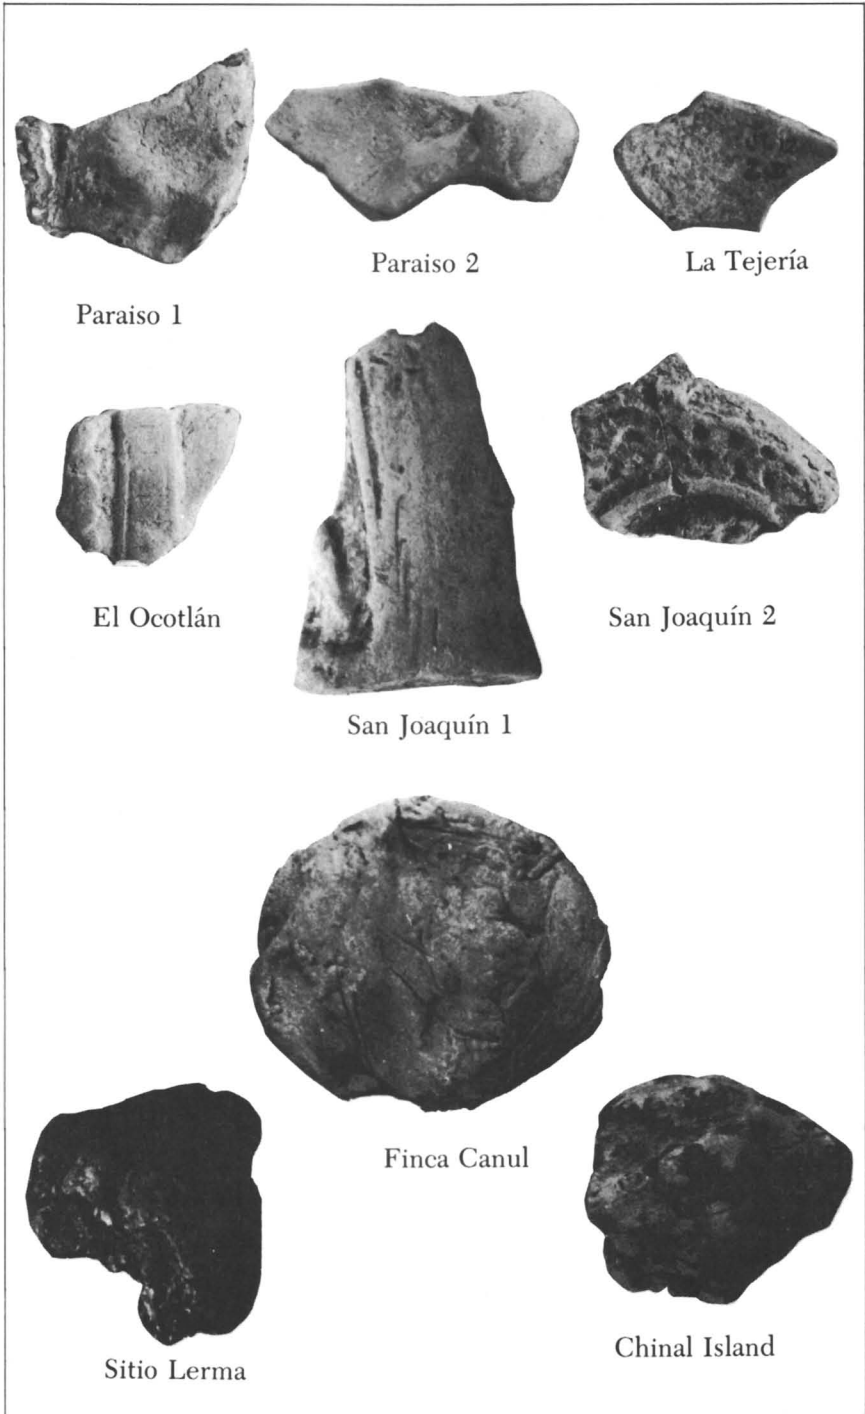 Paraiso 2
La Tejería
Paraiso 1
El Ocotlán
San Joaquín 2
San Joaquín 1
Finca Canul
Chinal Island
Sitio Lerma